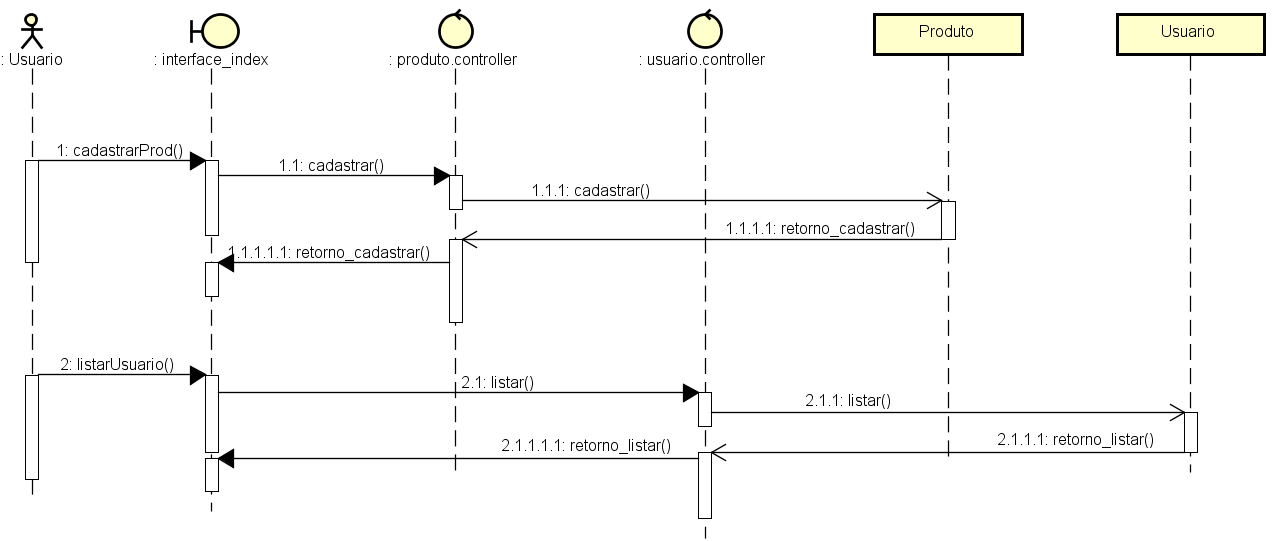 Produto
Usuario
: Usuario
: interface_index
: produto.controller
: usuario.controller
1: cadastrarProd()
1.1: cadastrar()
1.1.1: cadastrar()
1.1.1.1: retorno_cadastrar()
1.1.1.1.1: retorno_cadastrar()
2: listarUsuario()
2.1: listar()
2.1.1: listar()
2.1.1.1: retorno_listar()
2.1.1.1.1: retorno_listar()